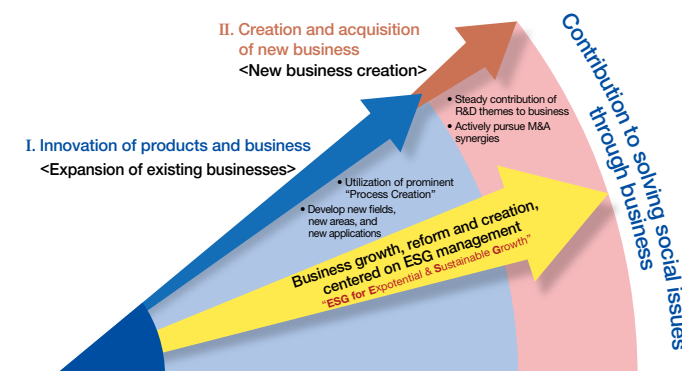 II. Creation and acquisition
of new business
<New business creation>
• Steady contribution of
R&D themes to business
• Actively pursue M&A
synergies
I. Innovation of products and business
<Expansion of existing businesses>
• Utilization of prominent
“Process Creation”
• Develop new fields,
new areas, and
new applications
Business growth, reform and creation,
centered on ESG management
“ESG for Expotential & Sustainable Growth”
Contribution to solving social issues
through business